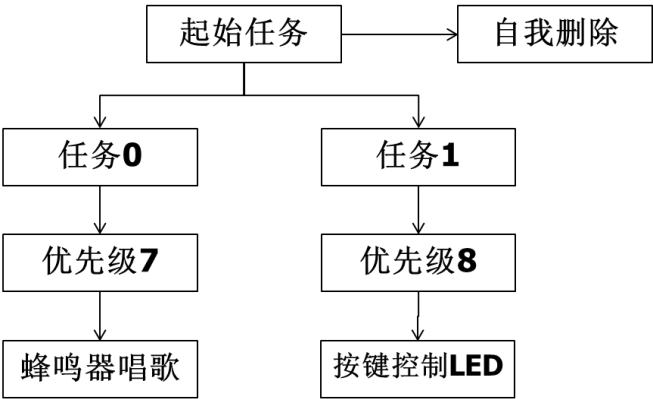 起始任务
自我删除
任务0
任务1
优先级7
优先级8
蜂鸣器唱歌
按键控制LED